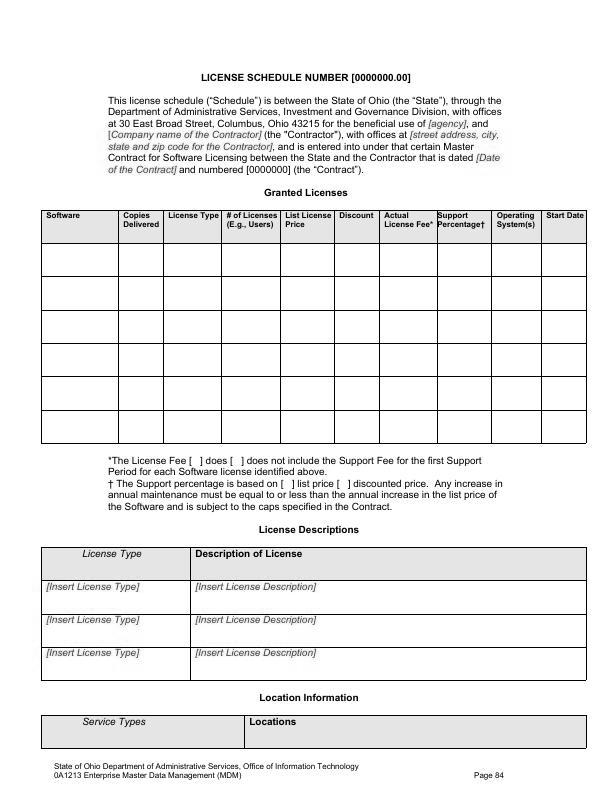 LICENSE SCHEDULE NUMBER [0000000.00]
This license schedule (“Schedule”) is between the State of Ohio (the “State”), through the
Department of Administrative Services, Investment and Governance Division, with offices
at 30 East Broad Street, Columbus, Ohio 43215 for the beneficial use of [agency], and
[Company name of the Contractor] (the "Contractor"), with offices at [street address, city,
state and zip code for the Contractor], and is entered into under that certain Master
Contract for Software Licensing between the State and the Contractor that is dated [Date
of the Contract] and numbered [0000000] (the “Contract”).
Granted Licenses
Software Copies License Type # of Licenses List License Discount Actual Support Operating Start Date
Delivered (E.g., Users) Price License Fee* Percentage† System(s)
*The License Fee [ ] does [ ] does not include the Support Fee for the first Support
Period for each Software license identified above.
† The Support percentage is based on [ ] list price [ ] discounted price. Any increase in
annual maintenance must be equal to or less than the annual increase in the list price of
the Software and is subject to the caps specified in the Contract.
License Descriptions
License Type Description of License
[Insert License Type] [Insert License Description]
[Insert License Type] [Insert License Description]
[Insert License Type] [Insert License Description]
Location Information
Service Types Locations
State of Ohio Department of Administrative Services, Office of Information Technology
0A1213 Enterprise Master Data Management (MDM) Page 84